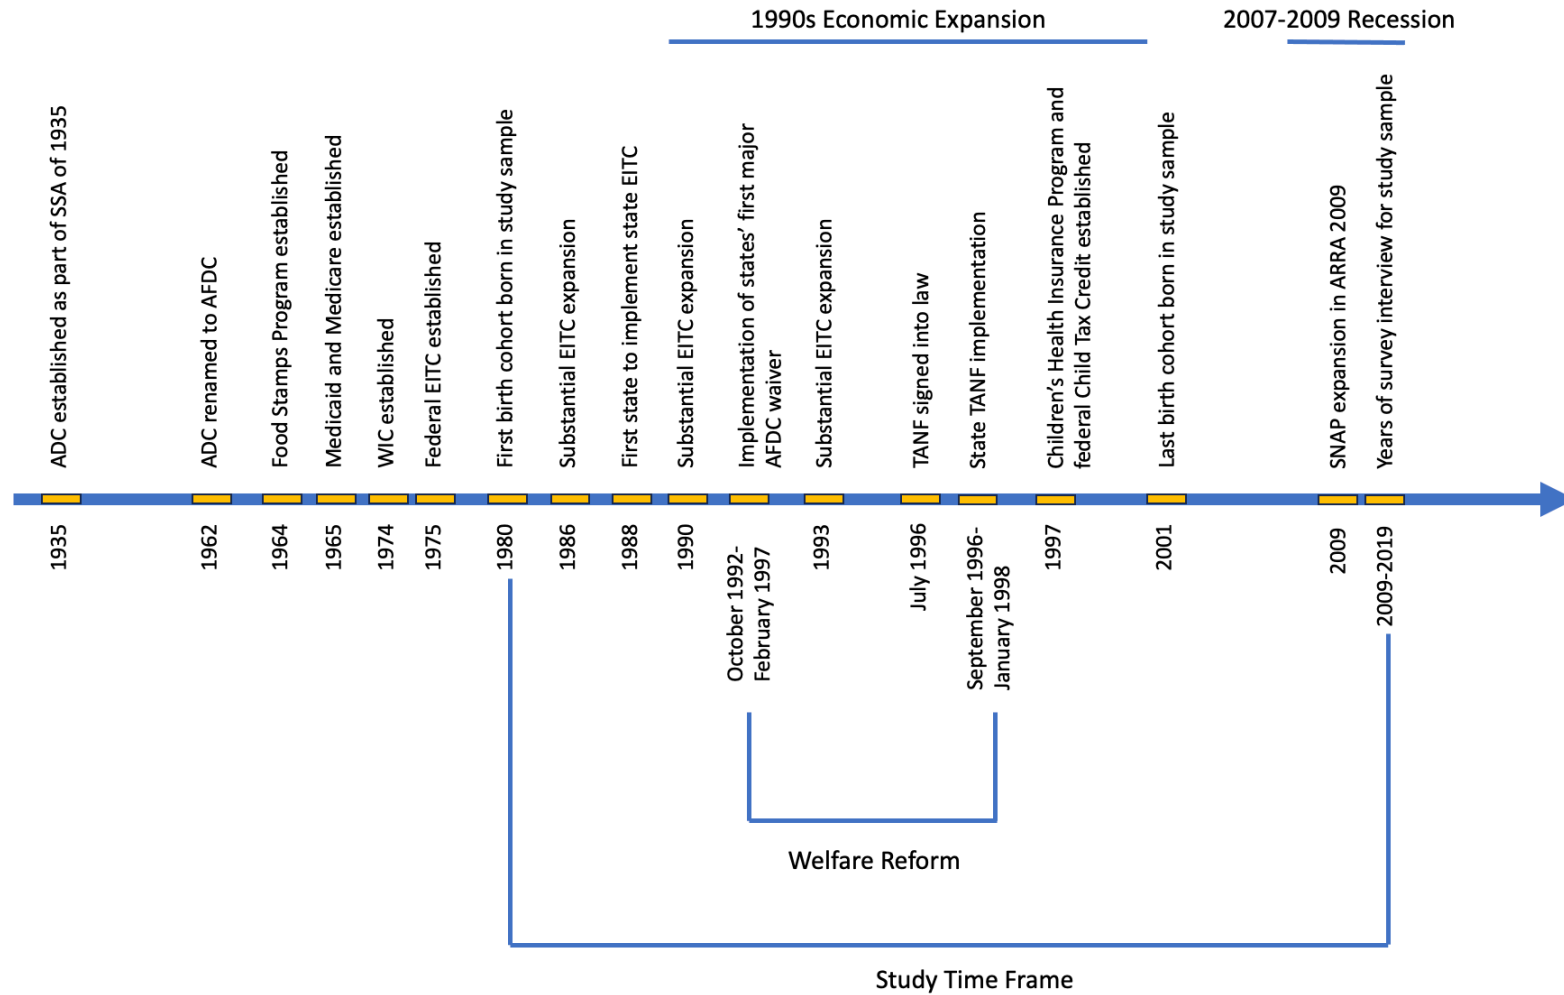 1990s Economic Expansion
2007-2009 Recession
ADC established as part of SSA of 1935
ADC renamed to AFDC
Food Stamps Program established
Medicaid and Medicare established
WIC established
Federal EITC established
First birth cohort born in study sample
Substantial EITC expansion
First state to implement state EITC
Substantial EITC expansion
Implementation of states’ first major
AFDC waiver
Substantial EITC expansion
TANF signed into law
State TANF implementation
Children’s Health Insurance Program and
federal Child Tax Credit established
Last birth cohort born in study sample
SNAP expansion in ARRA 2009
Years of survey interview for study sample
1935
1962
1964
1965
1974
1975
1980
1986
1988
1990
October 1992-
February 1997
1993
July 1996
September 1996-
January 1998
1997
2001
2009
2009-2019
Welfare Reform
Study Time Frame